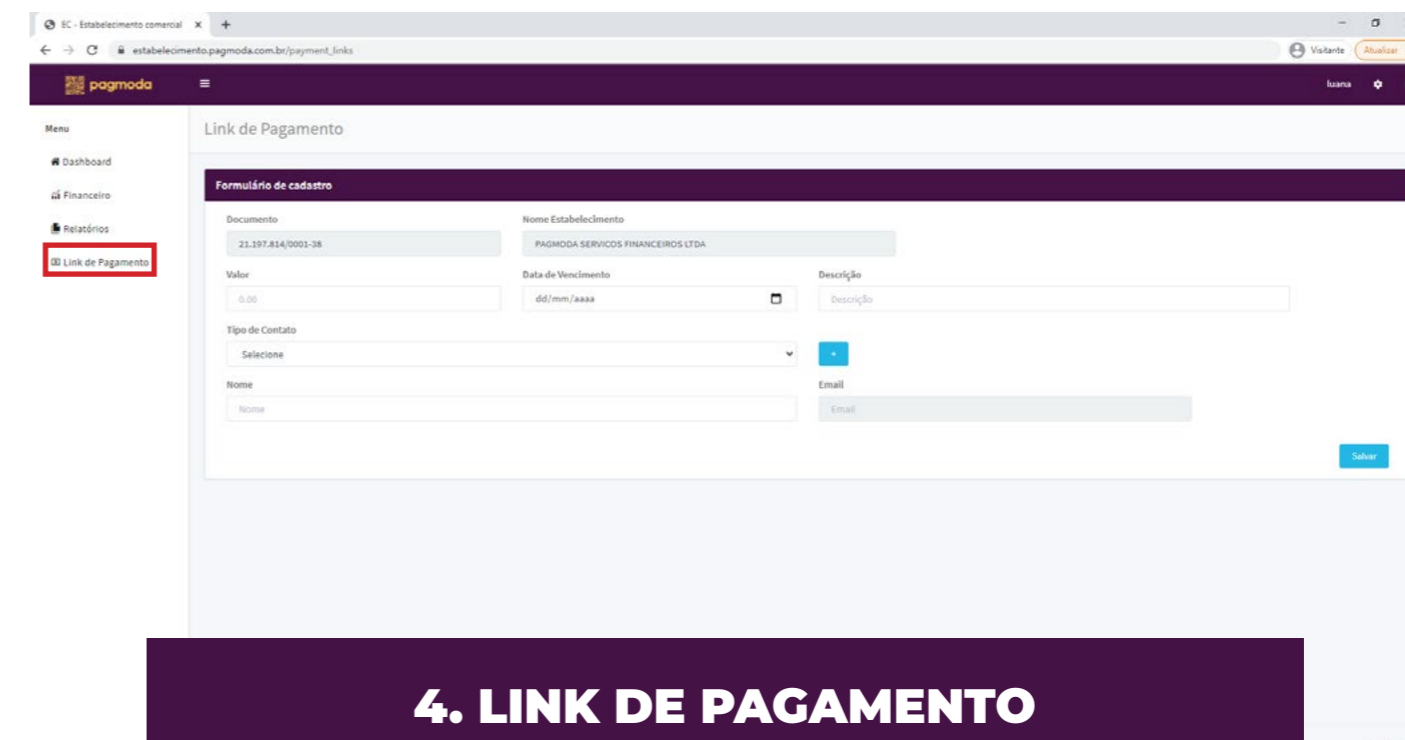 EC - Estabelecimento comercial
estabelecimento.pagmoda.com.br/payment_links
Visitante
Atualizar
pagmoda
luana
Menu
Link de Pagamento
Dashboard
Financeiro
Relatórios
Link de Pagamento
Formulário de cadastro
Documento
Nome Estabelecimento
21.197.814/0001-38
PAGMODA SERVICOS FINANCEIROS LTDA
Valor
Data de Vencimento
Descrição
0.00
dd/mm/aaaa
Descrição
Tipo de Contato
Selecione
+
Nome
Email
Nome
Email
Salvar
4. LINK DE PAGAMENTO